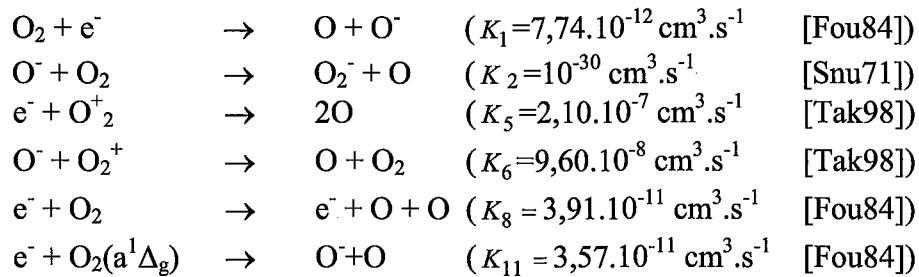 O₂ + e⁻ → O + O⁻ (K₁=7,74.10⁻¹² cm³.s⁻¹ [Fou84])
O⁻ + O₂ → O₂⁻ + O (K₂=10⁻³⁰ cm³.s⁻¹ [Snu71])
e⁻ + O⁺₂ → 2O (K₅=2,10.10⁻⁷ cm³.s⁻¹ [Tak98])
O⁻ + O₂⁺ → O + O₂ (K₆=9,60.10⁻⁸ cm³.s⁻¹ [Tak98])
e⁻ + O₂ → e⁻ + O + O (K₈ = 3,91.10⁻¹¹ cm³.s⁻¹ [Fou84])
e⁻ + O₂(a¹Δg) → O⁻+O (K₁₁ = 3,57.10⁻¹¹ cm³.s⁻¹ [Fou84])